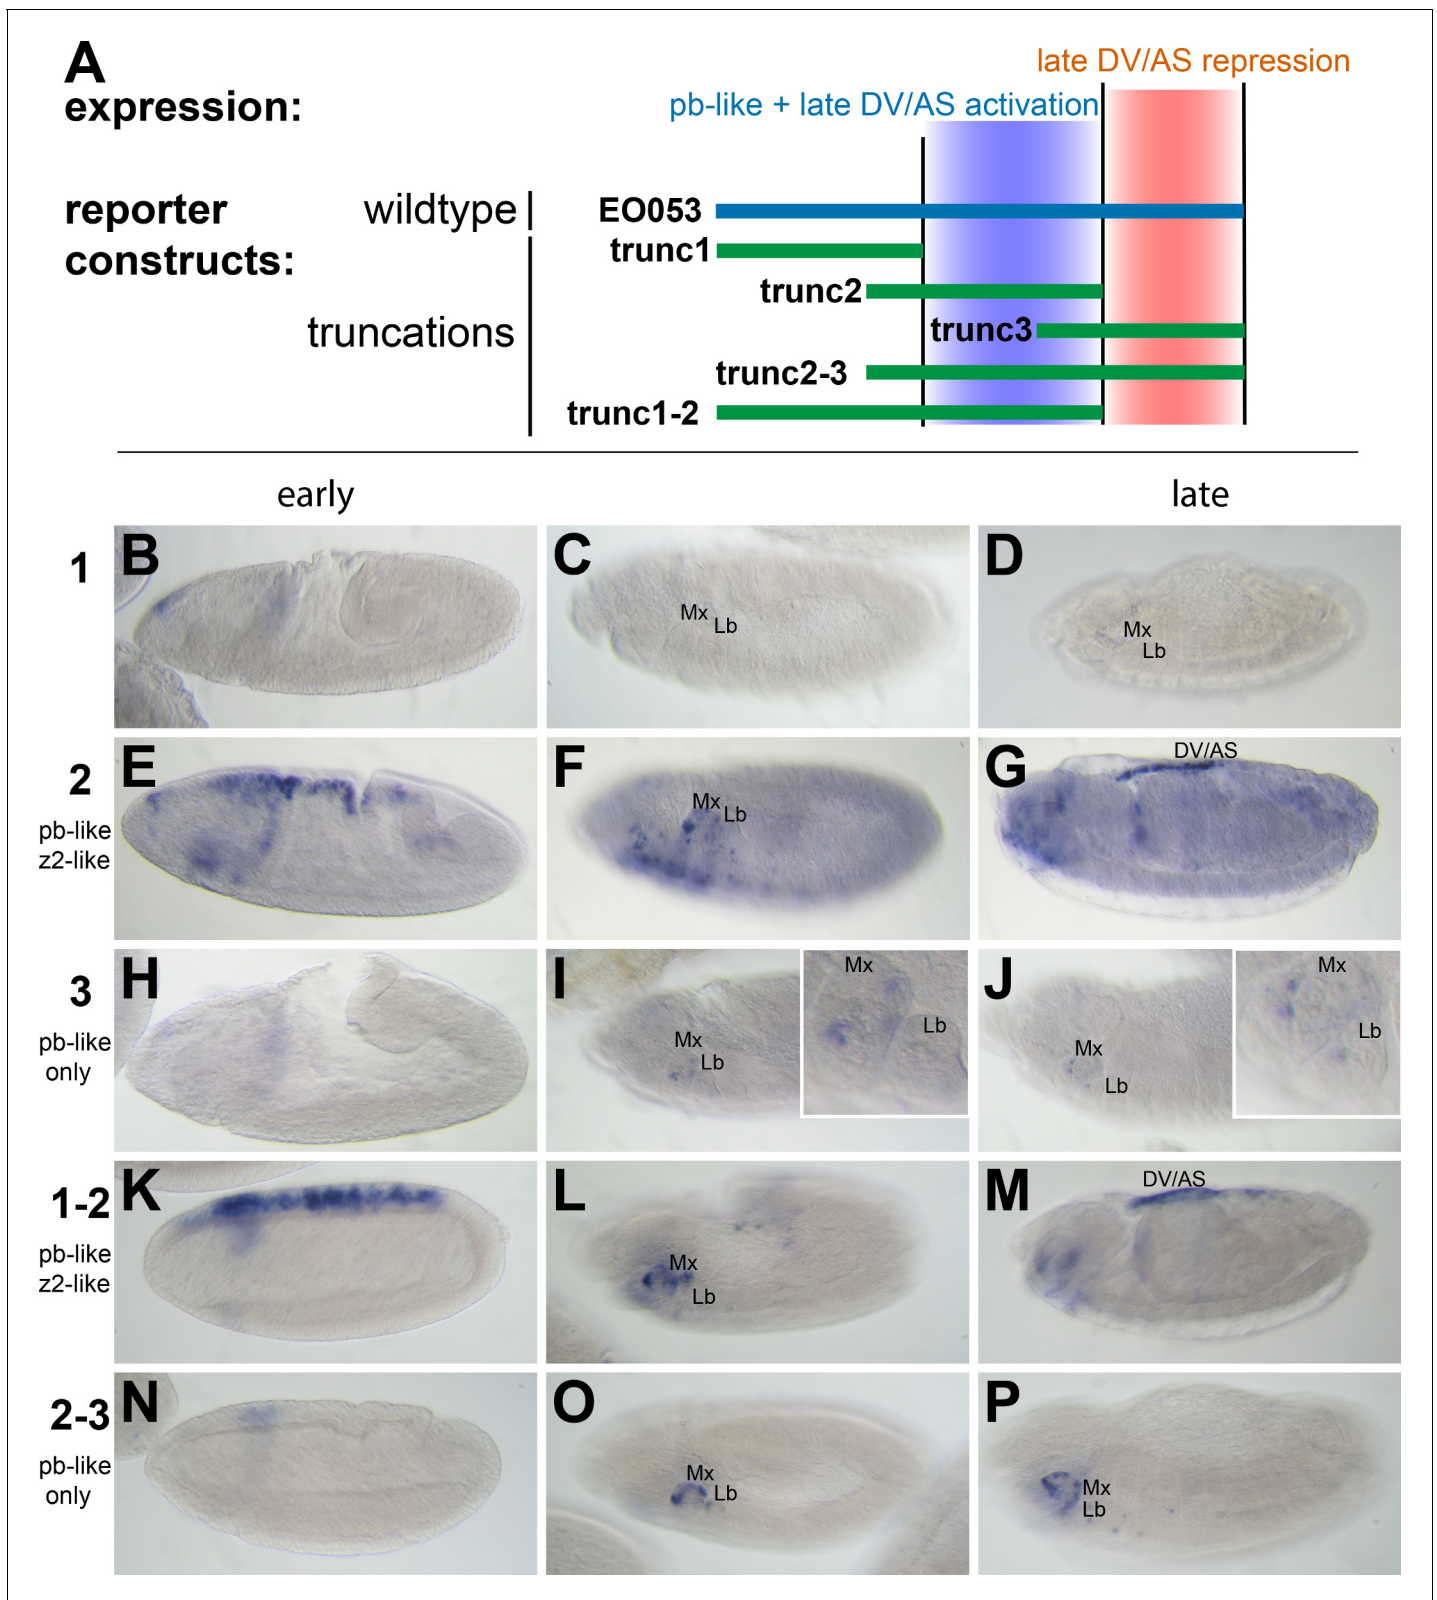 A
expression:
late DV/AS repression
pb-like + late DV/AS activation
reporter
constructs:
wildtype
truncations
EO053
trunc1
trunc2
trunc3
trunc2-3
trunc1-2
early
late
1
B
C
Mx
Lb
D
Mx
Lb
2
pb-like
z2-like
E
F
Mx
Lb
G
DV/AS
3
pb-like
only
H
I
Mx
Lb
Mx
Lb
J
Mx
Lb
Mx
Lb
1-2
pb-like
z2-like
K
L
Mx
Lb
M
DV/AS
2-3
pb-like
only
N
O
Mx
Lb
P
Mx
Lb